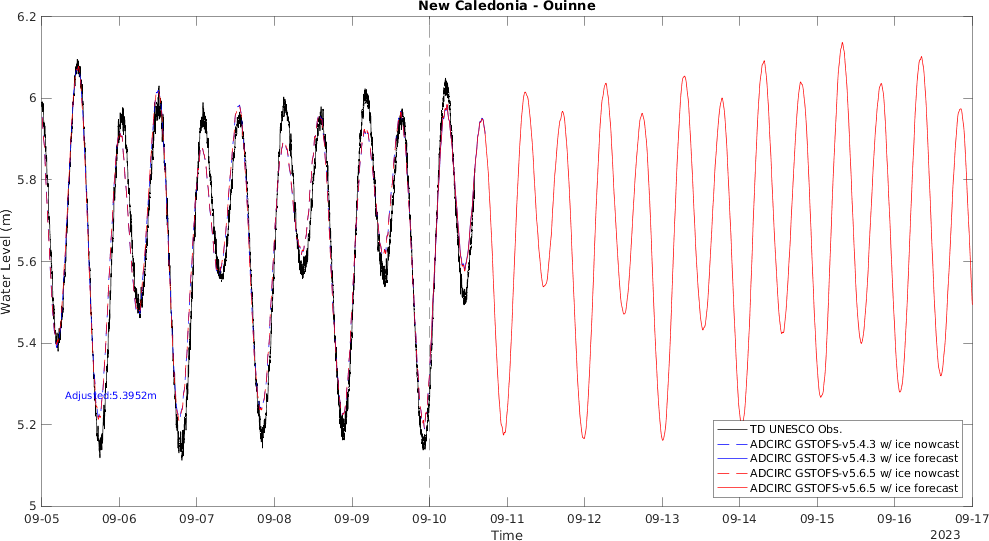 New Caledonia - Ouinne
6.2
6
5.8
5.6
5.4
5.2
5
Water Level (m)
Adjusted:5.3952m
TD UNESCO Obs.
ADCIRC GSTOFS-v5.4.3 w/ ice nowcast
ADCIRC GSTOFS-v5.4.3 w/ ice forecast
ADCIRC GSTOFS-v5.6.5 w/ ice nowcast
ADCIRC GSTOFS-v5.6.5 w/ ice forecast
09-05 09-06 09-07 09-08 09-09 09-10 09-11 09-12 09-13 09-14 09-15 09-16 09-17
Time
2023